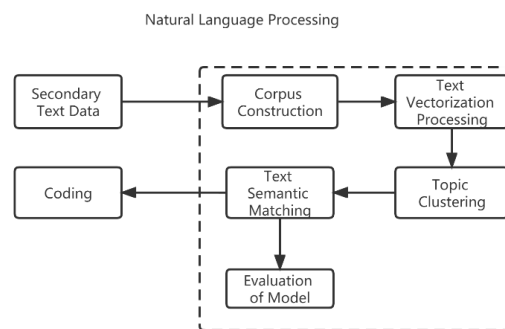 Natural Language Processing
Secondary
Text Data
Corpus
Construction
Text
Vectorization
Processing
Coding
Text
Semantic
Matching
Topic
Clustering
Evaluation
of Model